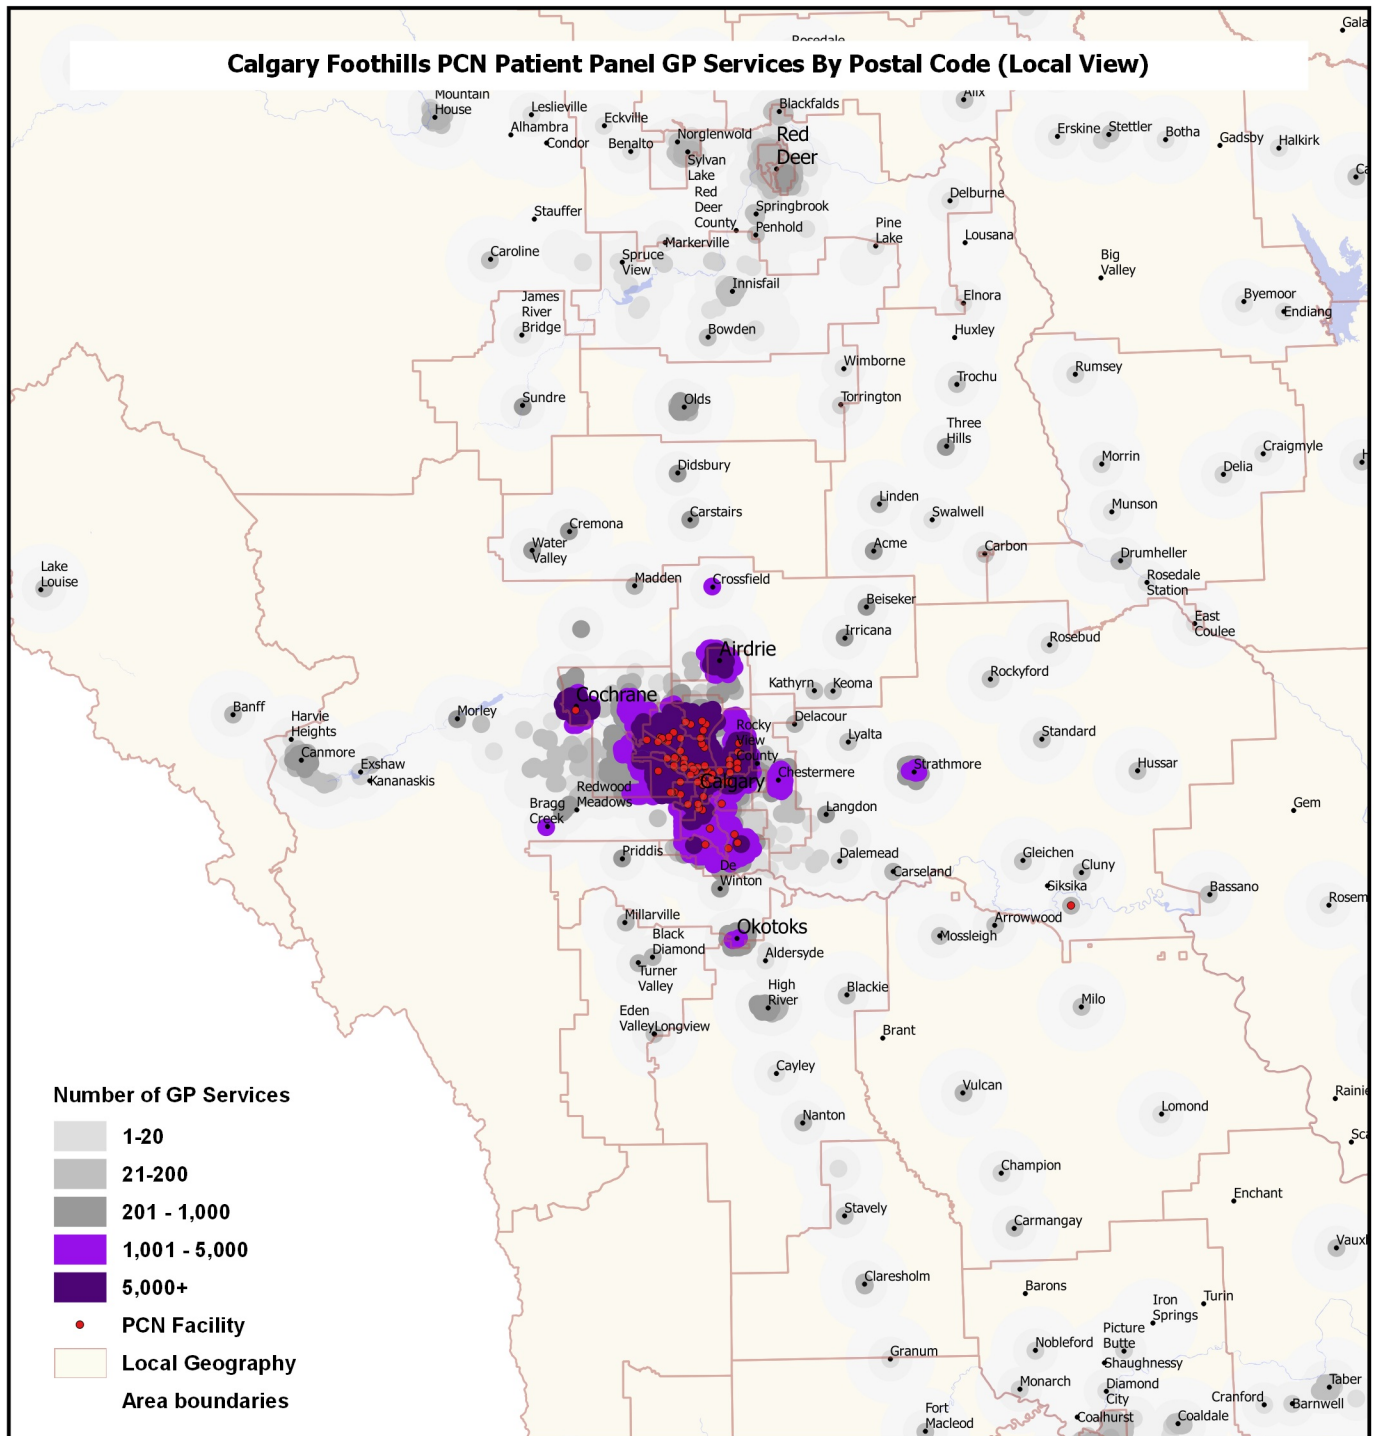 Gala
Rosedale
Calgary Foothills PCN Patient Panel GP Services By Postal Code (Local View)
Mountain
House
Leslieville
Alhambra
Condor
Eckville
Benalto
Norglenwold
Sylvan
Lake
Blackfalds
Red
Deer
Alix
Erskine
Stettler
Botha
Gadsby
Halkirk
Ca
Red
Deer
County
Springbrook
Penhold
Delburne
Stauffer
Caroline
Markerville
Spruce
View
Pine
Lake
Lousana
Big
Valley
Innisfail
James
River
Bridge
Bowden
Elnora
Huxley
Byemoor
Endiang
Wimborne
Trochu
Rumsey
Sundre
Olds
Torrington
Three
Hills
Morrin
Craigmyle
Delia
H
Didsbury
Carstairs
Cremona
Water
Valley
Linden
Swalwell
Munson
Acme
Carbon
Drumheller
Rosedale
Station
Lake
Louise
Madden
Crossfield
Beiseker
Irricana
East
Coulee
Rosebud
Airdrie
Rockyford
Cochrane
Kathyrn
Keoma
Banff
Harvie
Heights
Canmore
Morley
Exshaw
Kananaskis
Rocky
View
County
Delacour
Lyalta
Standard
Calgary
Chestermere
Strathmore
Hussar
Redwood
Meadows
Bragg
Creek
Langdon
Gem
Priddis
De
Winton
Dalemead
Carseland
Gleichen
Cluny
Siksika
Bassano
Rosem
Millarville
Okotoks
Arrowwood
Mossleigh
Black
Diamond
Turner
Valley
Aldersyde
High
River
Blackie
Milo
Eden
Valley
Longview
Brant
Cayley
Vulcan
Lomond
Rainie
Nanton
Sca
Champion
Enchant
Stavely
Carmangay
Vauxh
Claresholm
Barons
Iron
Springs
Turin
Picture
Butte
Nobleford
Shaughnessy
Granum
Monarch
Diamond
City
Taber
Cranford
Barnwell
Fort
Macleod
Coalhurst
Coaldale
Number of GP Services
1-20
21-200
201 - 1,000
1,001 - 5,000
5,000+
PCN Facility
Local Geography
Area boundaries